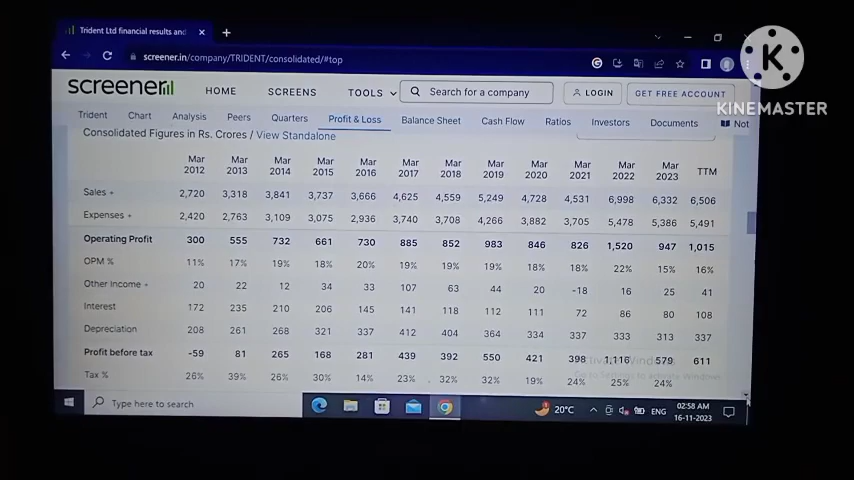 Trident Ltd financial results and
screener.in/company/TRIDENT/consolidated/#top
screener
HOME SCREENS TOOLS Search for a company LOGIN GET FREE ACCOUNT
K
KINEMASTER
Trident Chart Analysis Peers Quarters Profit & Loss Balance Sheet Cash Flow Ratios Investors Documents Not
Consolidated Figures in Rs. Crores / View Standalone
Mar 2012 Mar 2013 Mar 2014 Mar 2015 Mar 2016 Mar 2017 Mar 2018 Mar 2019 Mar 2020 Mar 2021 Mar 2022 Mar 2023 TTM
Sales + 2,720 3,318 3,841 3,737 3,666 4,625 4,559 5,249 4,728 4,531 6,998 6,332 6,506
Expenses + 2,420 2,763 3,109 3,075 2,936 3,740 3,708 4,266 3,882 3,705 5,478 5,386 5,491
Operating Profit 300 555 732 661 730 885 852 983 846 826 1,520 947 1,015
OPM % 11% 17% 19% 18% 20% 19% 19% 19% 18% 18% 22% 15% 16%
Other Income + 20 22 12 34 33 107 63 44 20 -18 16 25 41
Interest 172 235 210 206 145 141 118 112 111 72 86 80 108
Depreciation 208 261 268 321 337 412 404 364 334 337 333 313 337
Profit before tax -59 81 265 168 281 439 392 550 421 398 1,116 579 611
Activate Windows
Go to Settings to activate Windows.
Tax % 26% 39% 26% 30% 14% 23% 32% 32% 19% 24% 25% 24%
Type here to search 20°C ENG 02:58 AM
16-11-2023